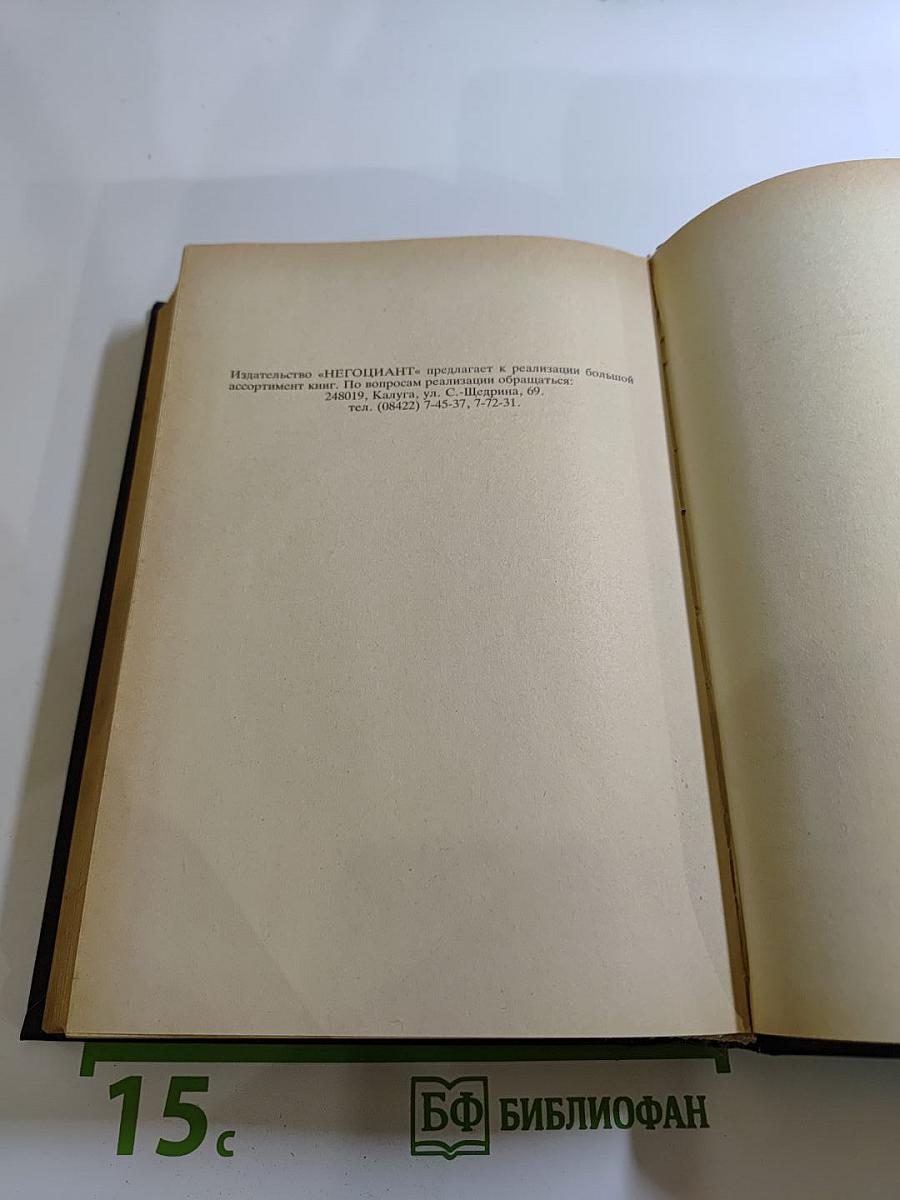 Издательство «НЕГОЦИАНТ« предлагает к реализации большой
ассортимент книг. По вопросам реализации обращаться:
248019, Калуга, ул. С.-Щедрина, 69.
тел. (08422) 7-45-37, 7-72-31.
15 с
БФ БИБЛИОФАН